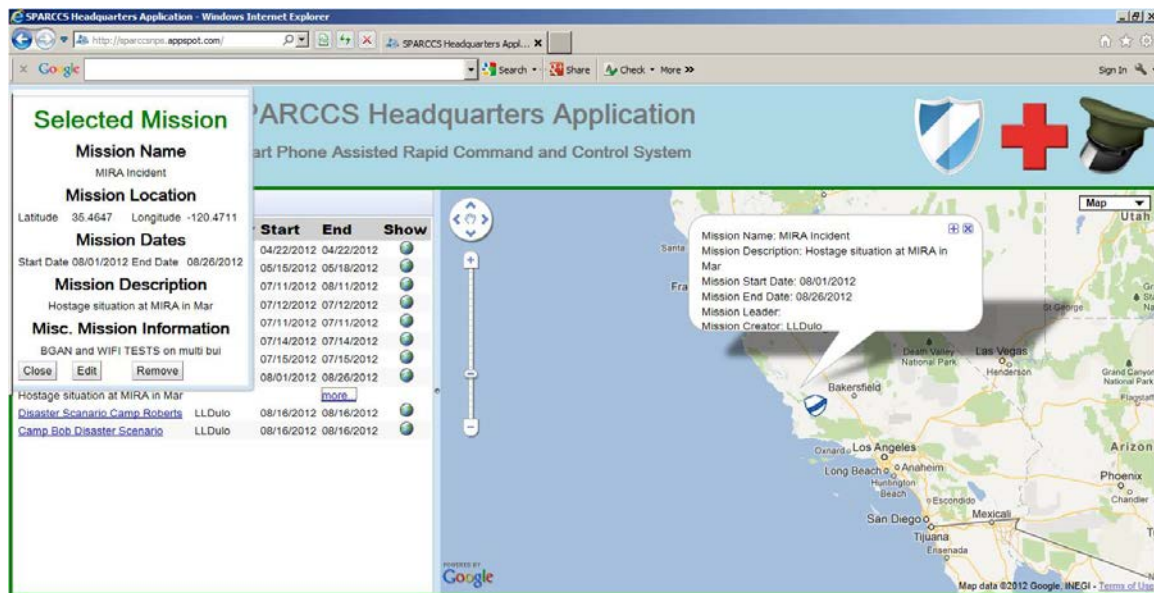 SPARCCS Headquarters Application - Windows Internet Explorer
http://sparccsnps.appspot.com/
SPARCCS Headquarters Appl...
x Google
Search
Share
Check
More »
Sign In
Selected Mission
Mission Name
MIRA Incident
Mission Location
Latitude 35.4647 Longitude -120.4711
Mission Dates
Start Date 08/01/2012 End Date 08/26/2012
Mission Description
Hostage situation at MIRA in Mar
Misc. Mission Information
BGAN and WIFI TESTS on multi bui
Close Edit Remove
PARCCS Headquarters Application
art Phone Assisted Rapid Command and Control System
Start End Show
04/22/2012 04/22/2012
05/15/2012 05/18/2012
07/11/2012 08/11/2012
07/12/2012 07/12/2012
07/11/2012 07/11/2012
07/14/2012 07/14/2012
07/15/2012 07/15/2012
08/01/2012 08/26/2012
Hostage situation at MIRA in Mar more...
Disaster Scanario Camp Roberts LLDulo 08/16/2012 08/16/2012
Camp Bob Disaster Scenario LLDulo 08/16/2012 08/16/2012
Map
Utah
Mission Name: MIRA Incident
Mission Description: Hostage situation at MIRA in
Mar
Mission Start Date: 08/01/2012
Mission End Date: 08/26/2012
Mission Leader:
Mission Creator: LLDulo
Santa
Fra
St George
Death Valley
National Park
Las Vegas
Henderson
Grand Canyon
National Park
Flagstaff
Bakersfield
Oxnard
Los Angeles
Long Beach
Anaheim
Huntington
Beach
Arizon
Phoenix
Chandler
Escondido
San Diego
Mexicali
Tijuana
Ensenada
POWERED BY
Google
Map data ©2012 Google, INEGI - Terms of Use